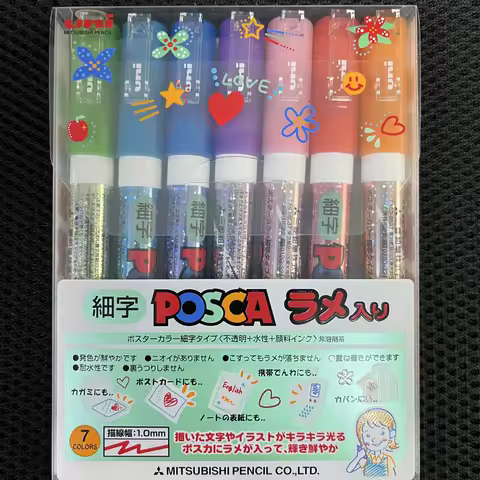 uni
MITSUBISHI PENCIL
LOVE
細字
細字
細字 POSCA ラメ入り
ポスターカラー細字タイプ〈不透明+水性+顔料インク〉非溶剤系
●発色が鮮やかです ●ニオイがありません ●こすってもラメが落ちません ○重ね書きができます
●耐水性です ●裏うつりしません
カガミにも。
ポストカードにも。
携帯でんわにも。
カバンにも。
English
ノートの表紙にも。
7
COLORS
描線幅:1.0mm
描いた文字やイラストがキラキラ光る
ポスカにラメが入って、輝き鮮やか
MITSUBISHI PENCIL CO.,LTD.